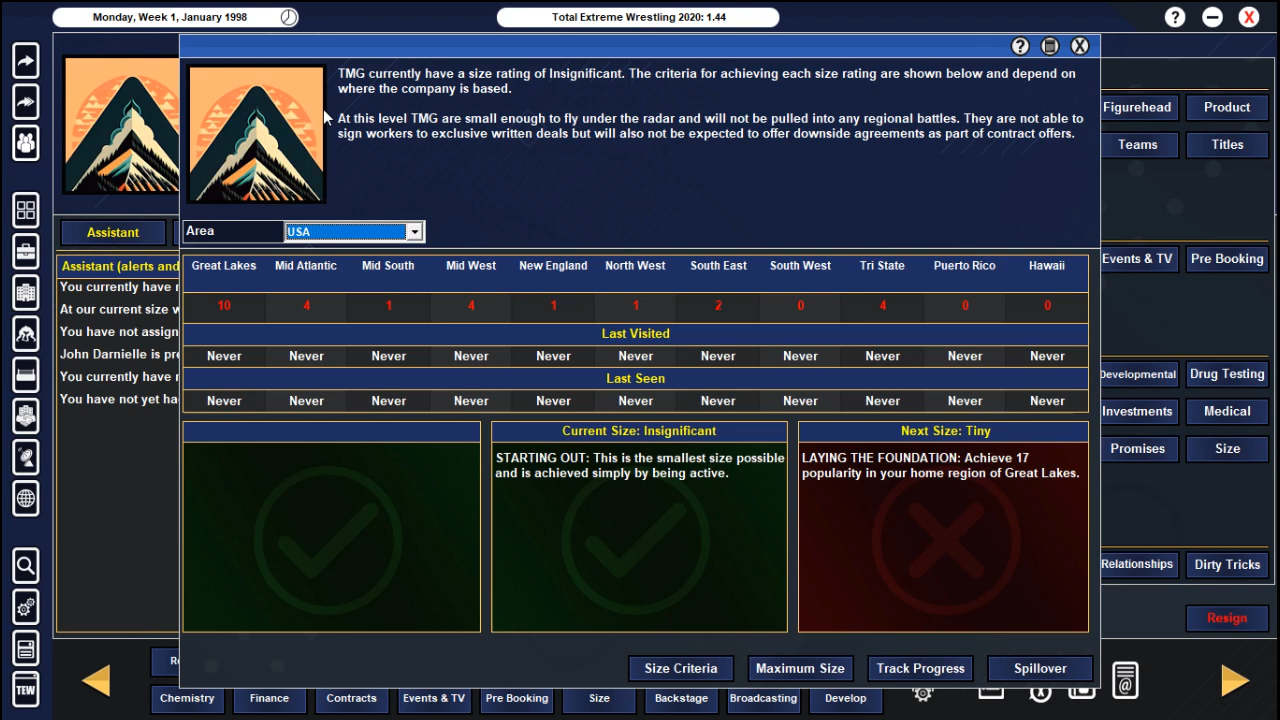 Monday, Week 1, January 1998
Total Extreme Wrestling 2020: 1.44
? X
? X
TMG currently have a size rating of Insignificant. The criteria for achieving each size rating are shown below and depend on
where the company is based.
At this level TMG are small enough to fly under the radar and will not be pulled into any regional battles. They are not able to
sign workers to exclusive written deals but will also not be expected to offer downside agreements as part of contract offers.
Figurehead Product
Teams Titles
Assistant
Area USA
Assistant (alerts and
You currently have
At our current size w
You have not assign
John Darnielle is pr
You currently have
You have not yet ha
Great Lakes Mid Atlantic Mid South Mid West New England North West South East South West Tri State Puerto Rico Hawaii
10 4 1 4 1 1 2 0 4 0 0
Last Visited
Never Never Never Never Never Never Never Never Never Never Never
Last Seen
Never Never Never Never Never Never Never Never Never Never Never
Events & TV Pre Booking
Developmental Drug Testing
Investments Medical
Promises Size
Relationships Dirty Tricks
Resign
Current Size: Insignificant
STARTING OUT: This is the smallest size possible
and is achieved simply by being active.
Next Size: Tiny
LAYING THE FOUNDATION: Achieve 17
popularity in your home region of Great Lakes.
Size Criteria Maximum Size Track Progress Spillover
Chemistry Finance Contracts Events & TV Pre Booking Size Backstage Broadcasting Develop
TEW
@